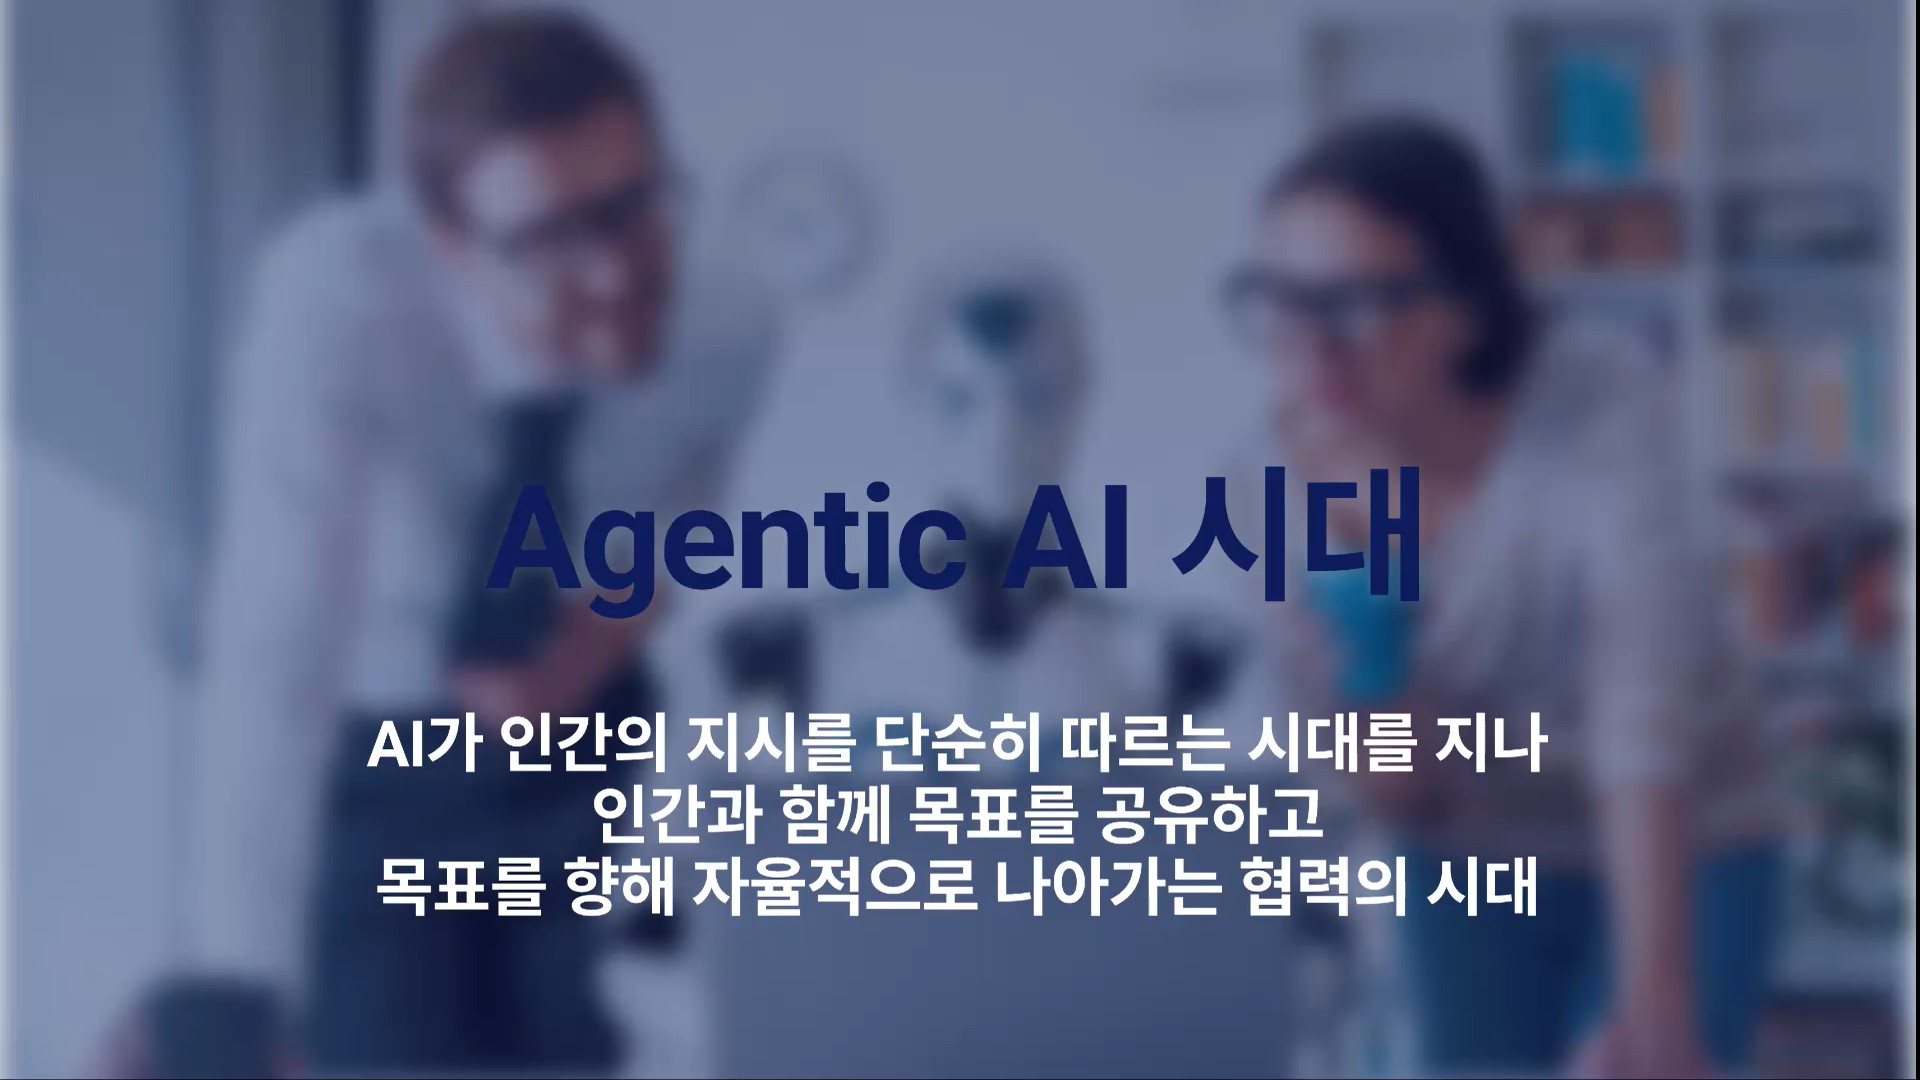 Agentic AI 시대
AI가 인간의 지시를 단순히 따르는 시대를 지나
인간과 함께 목표를 공유하고
목표를 향해 자율적으로 나아가는 협력의 시대